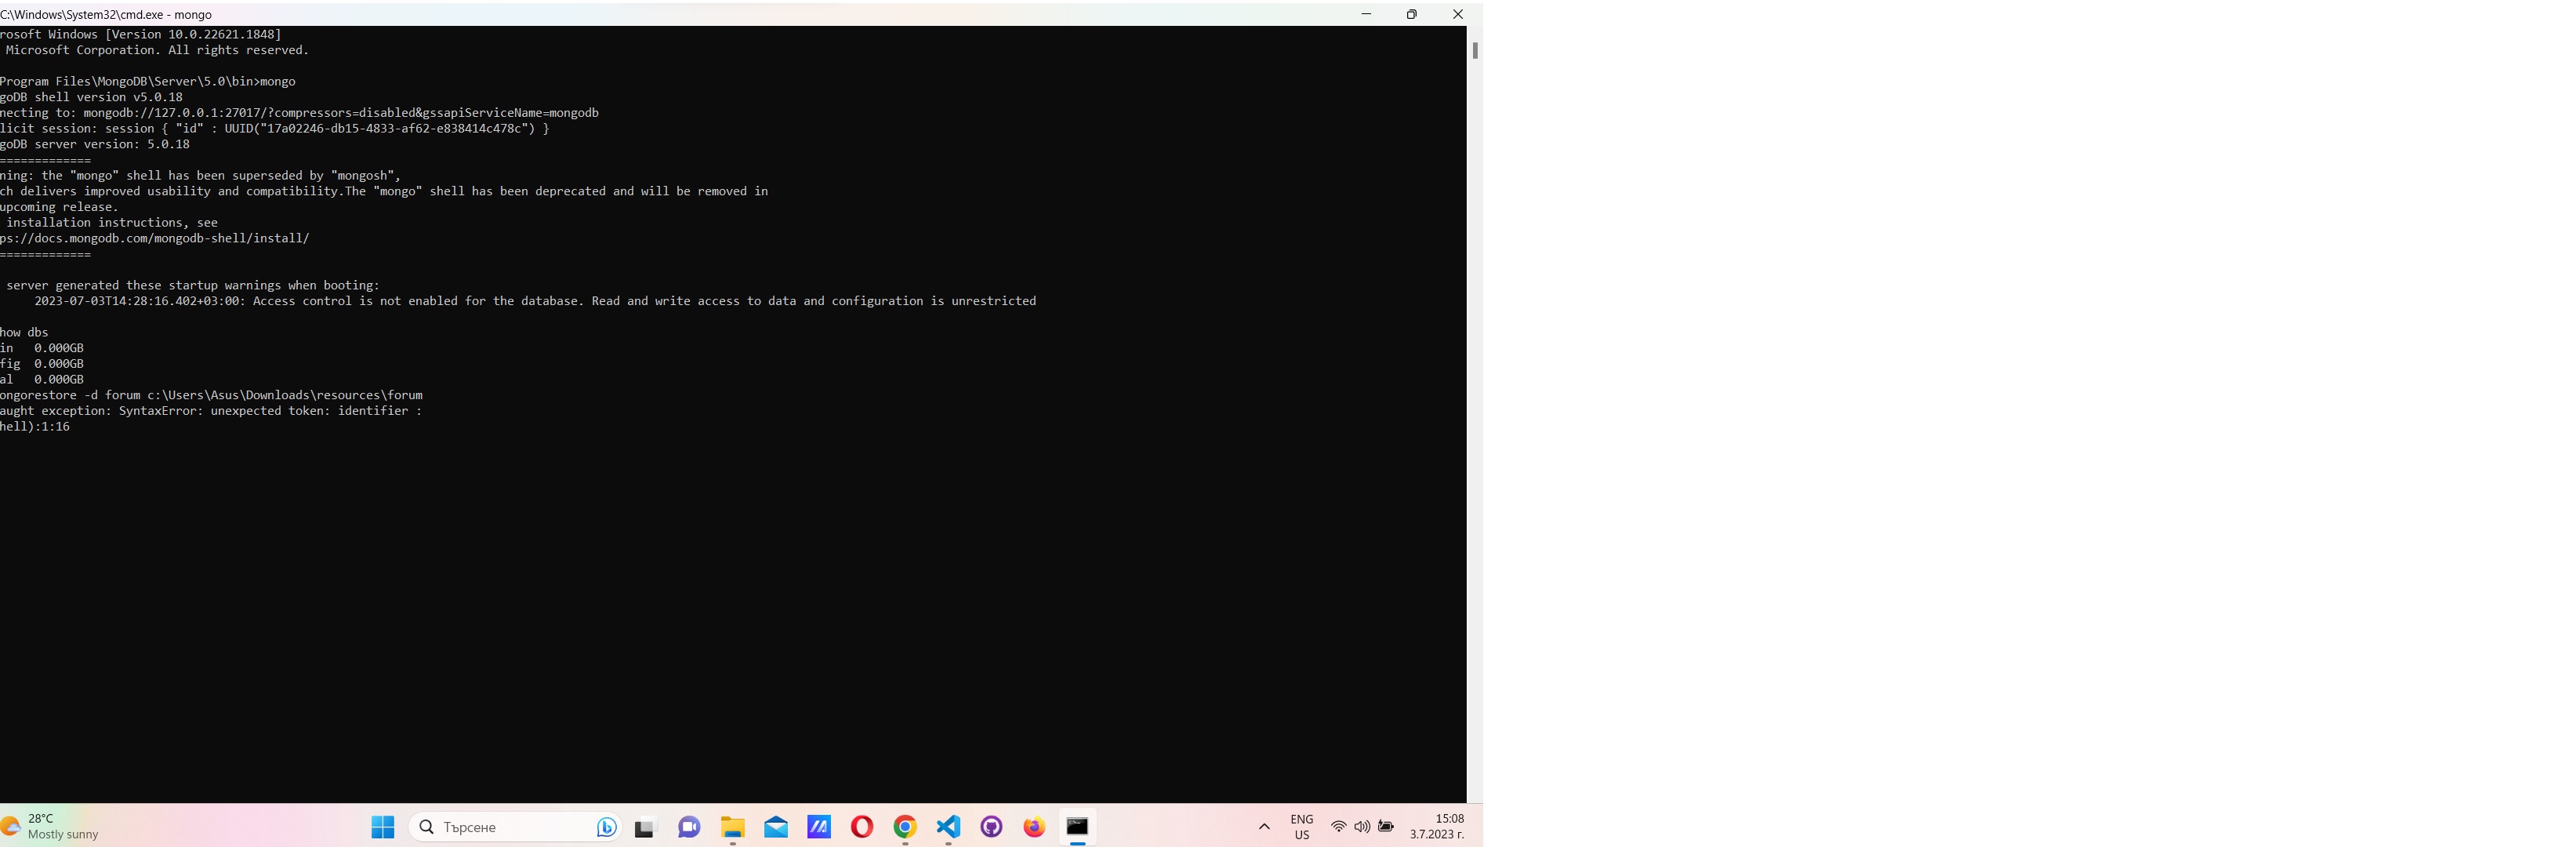 C:\Windows\System32\cmd.exe - mongo
rosoft Windows [Version 10.0.22621.1848]
Microsoft Corporation. All rights reserved.
Program Files\MongoDB\Server\5.0\bin>mongo
goDB shell version v5.0.18
necting to: mongodb://127.0.0.1:27017/?compressors=disabled&gssapiServiceName=mongodb
licit session: session { "id" : UUID("17a02246-db15-4833-af62-e838414c478c") }
goDB server version: 5.0.18
=============
ning: the "mongo" shell has been superseded by "mongosh",
ch delivers improved usability and compatibility.The "mongo" shell has been deprecated and will be removed in
upcoming release.
installation instructions, see
ps://docs.mongodb.com/mongodb-shell/install/
=============
server generated these startup warnings when booting:
2023-07-03T14:28:16.402+03:00: Access control is not enabled for the database. Read and write access to data and configuration is unrestricted
how dbs
in   0.000GB
fig  0.000GB
al   0.000GB
ongorestore -d forum c:\Users\Asus\Downloads\resources\forum
aught exception: SyntaxError: unexpected token: identifier :
hell):1:16
28°C
Mostly sunny
Търсене
ENG
US
15:08
3.7.2023 г.